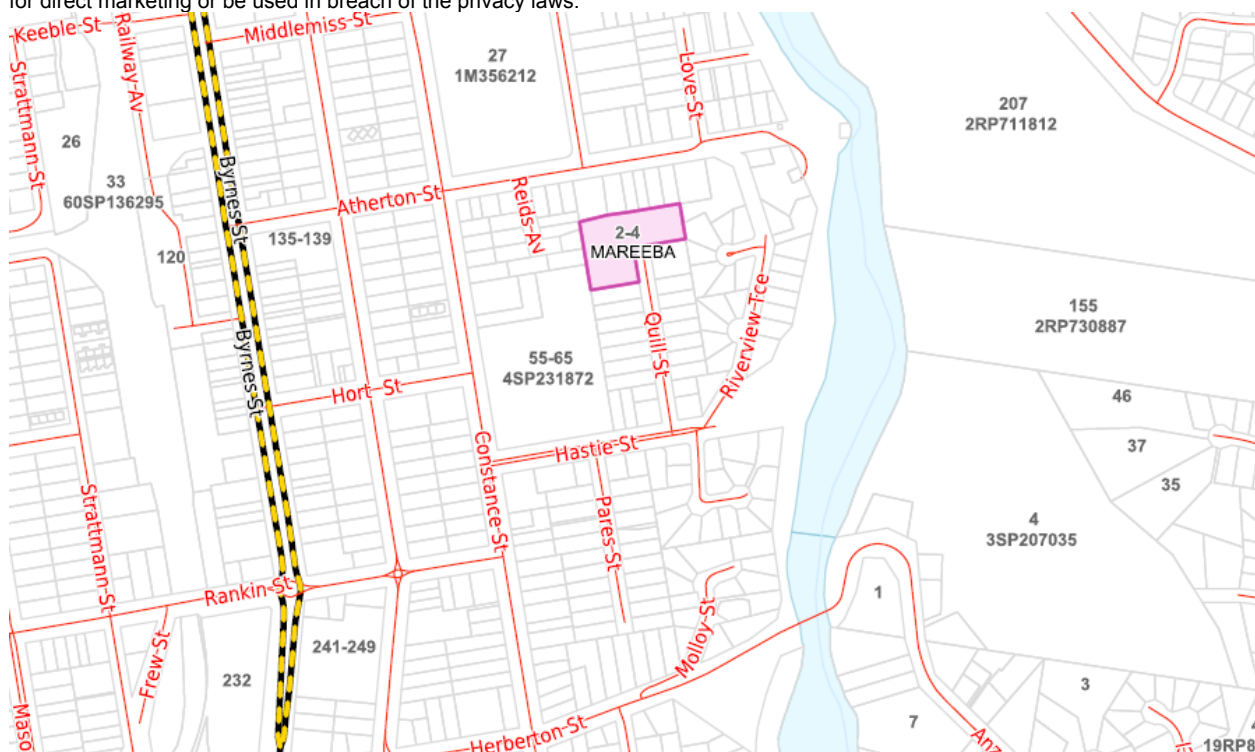 for direct marketing or be used in breach of the privacy laws.
Keeble-St
Railway-Av
Middlemiss-St
Strattmann-St
27
1M356212
Love-St
207
2RP711812
26
33
60SP136295
Byrnes-St
Atherton-St
Reids-Av
120
135-139
2-4
MAREEBA
Riverview-Tce
155
2RP730887
Byrnes-St
Quill-St
55-65
4SP231872
Hort-St
46
37
35
Constance-St
Hastie-St
Strattmann-St
Pares-St
4
3SP207035
Rankin-St
1
Frew-St
241-249
Molloy-St
232
3
7
Maso
Herberton-St
Anz
19RP8